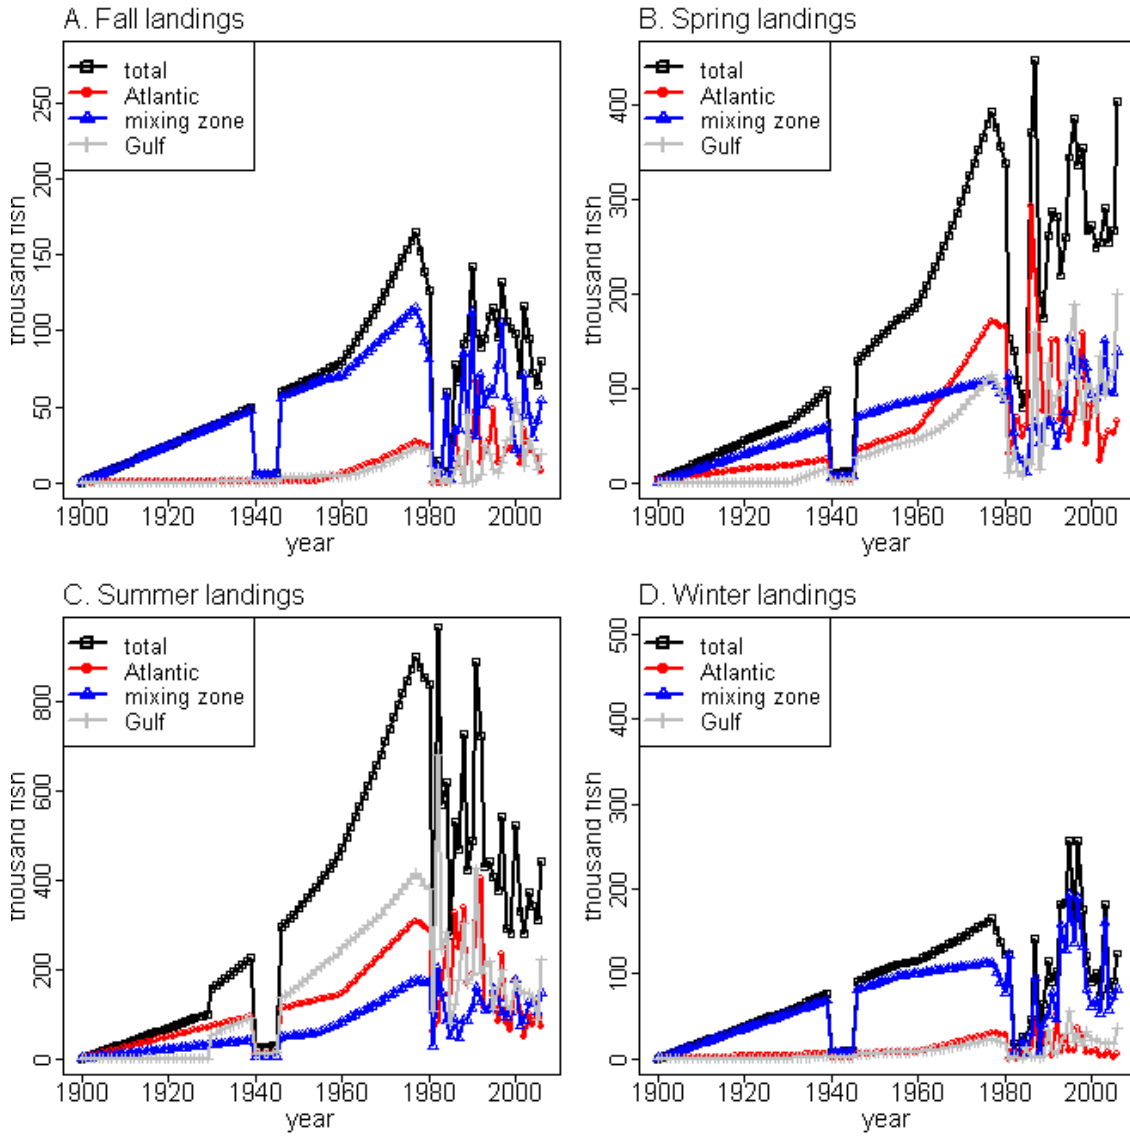 A. Fall landings
total
Atlantic
mixing zone
Gulf
thousand fish
0 50 100 150 200 250
1900 1920 1940 1960 1980 2000
year
B. Spring landings
total
Atlantic
mixing zone
Gulf
thousand fish
0 100 200 300 400
1900 1920 1940 1960 1980 2000
year
C. Summer landings
total
Atlantic
mixing zone
Gulf
thousand fish
0 200 400 600 800
1900 1920 1940 1960 1980 2000
year
D. Winter landings
total
Atlantic
mixing zone
Gulf
thousand fish
0 100 200 300 400 500
1900 1920 1940 1960 1980 2000
year